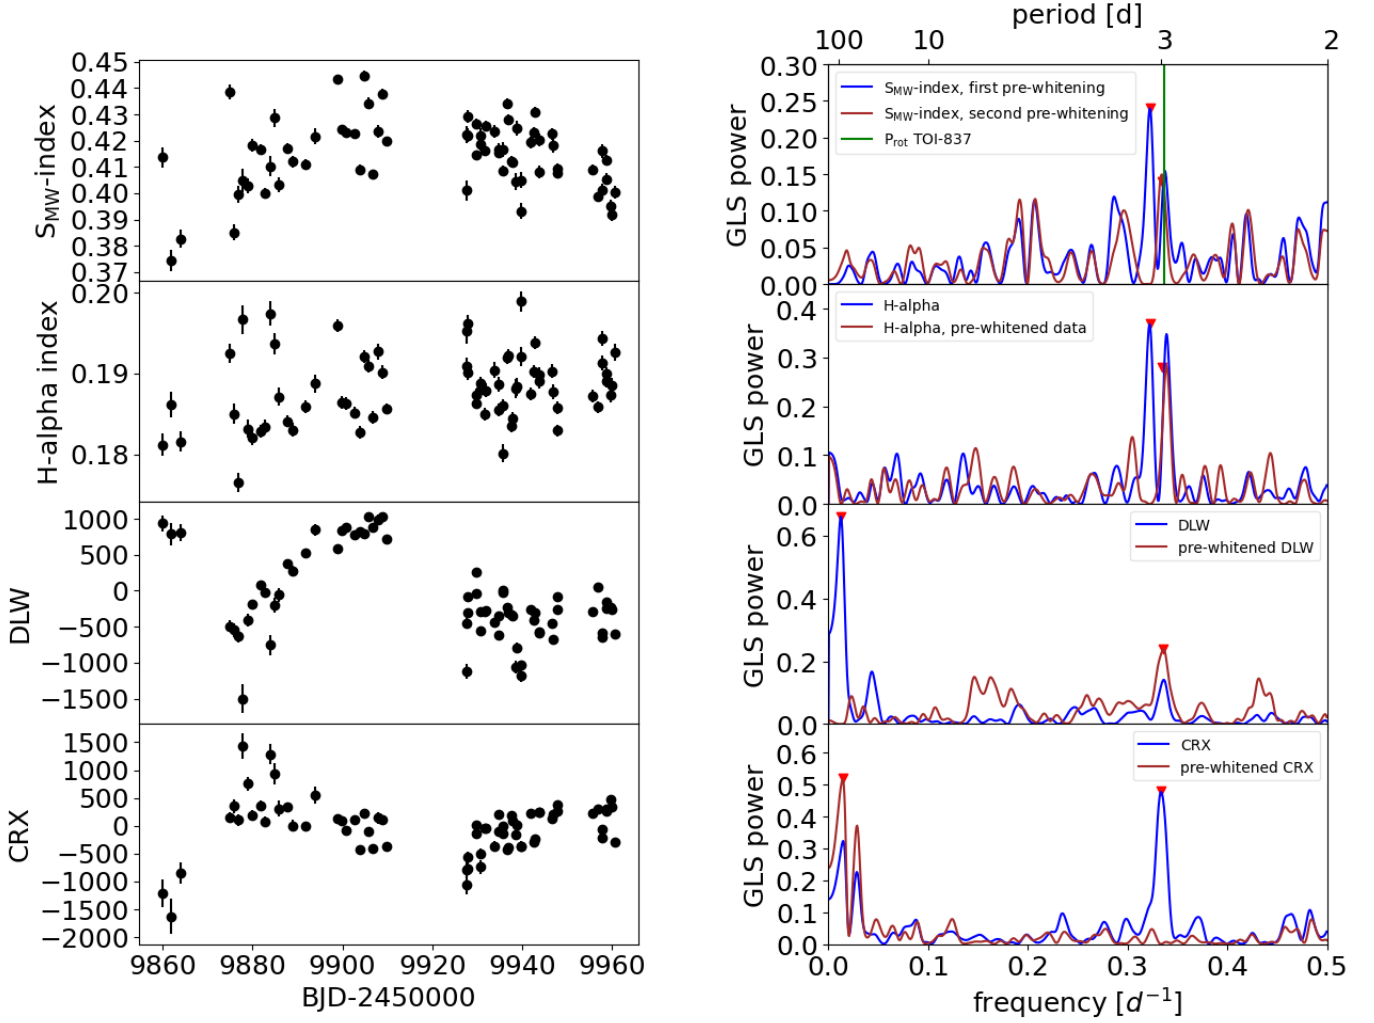 0.45
0.44
0.43
0.42
0.41
0.40
0.39
0.38
0.37
S_MW-index
0.20
0.19
0.18
H-alpha index
1000
500
0
−500
−1000
−1500
DLW
1500
1000
500
0
−500
−1000
−1500
−2000
CRX
9860 9880 9900 9920 9940 9960
BJD-2450000
period [d]
100 10 3 2
0.30
0.25
0.20
0.15
0.10
0.05
0.00
GLS power
S_MW-index, first pre-whitening
S_MW-index, second pre-whitening
P_rot TOI-837
0.4
0.3
0.2
0.1
0.0
GLS power
H-alpha
H-alpha, pre-whitened data
0.6
0.4
0.2
0.0
GLS power
DLW
pre-whitened DLW
0.6
0.5
0.4
0.3
0.2
0.1
0.0
GLS power
CRX
pre-whitened CRX
0.0 0.1 0.2 0.3 0.4 0.5
frequency [d⁻¹]